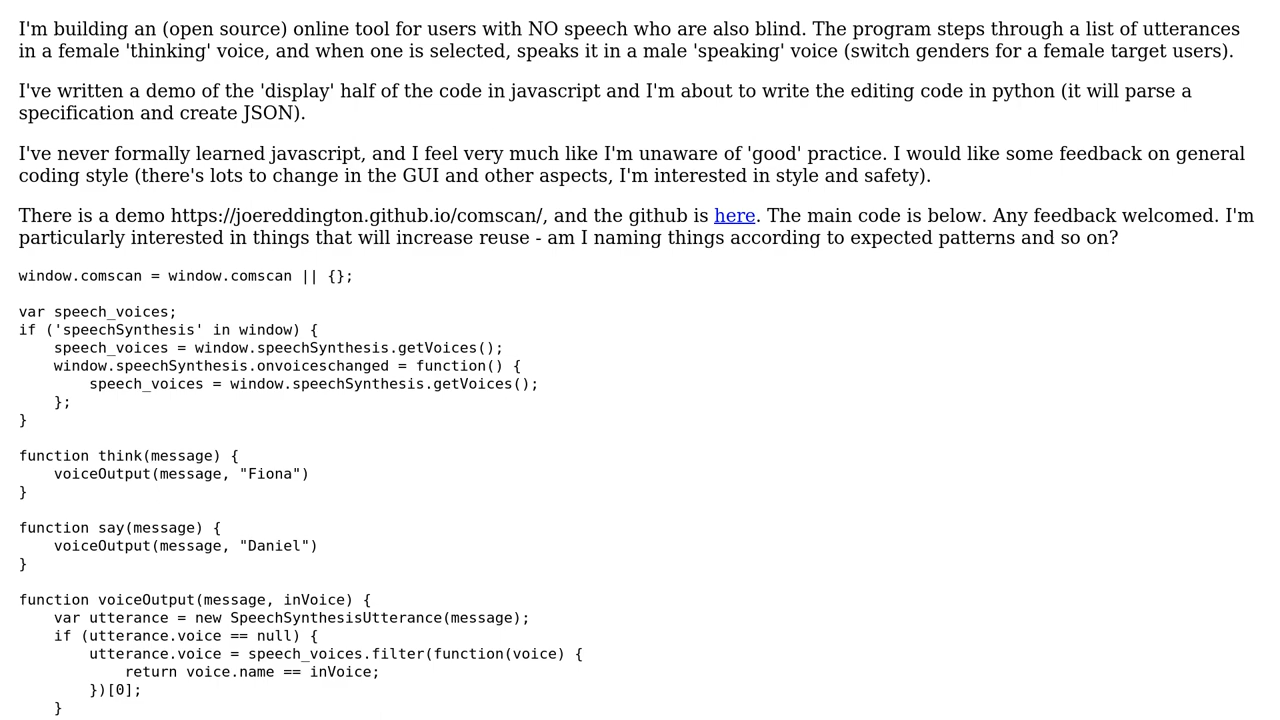 I'm building an (open source) online tool for users with NO speech who are also blind. The program steps through a list of utterances
in a female 'thinking' voice, and when one is selected, speaks it in a male 'speaking' voice (switch genders for a female target users).
I've written a demo of the 'display' half of the code in javascript and I'm about to write the editing code in python (it will parse a
specification and create JSON).
I've never formally learned javascript, and I feel very much like I'm unaware of 'good' practice. I would like some feedback on general
coding style (there's lots to change in the GUI and other aspects, I'm interested in style and safety).
There is a demo https://joereddington.github.io/comscan/, and the github is here. The main code is below. Any feedback welcomed. I'm
particularly interested in things that will increase reuse - am I naming things according to expected patterns and so on?
window.comscan = window.comscan || {};
var speech_voices;
if ('speechSynthesis' in window) {
    speech_voices = window.speechSynthesis.getVoices();
    window.speechSynthesis.onvoiceschanged = function() {
        speech_voices = window.speechSynthesis.getVoices();
    };
}
function think(message) {
    voiceOutput(message, "Fiona")
}
function say(message) {
    voiceOutput(message, "Daniel")
}
function voiceOutput(message, inVoice) {
    var utterance = new SpeechSynthesisUtterance(message);
    if (utterance.voice == null) {
        utterance.voice = speech_voices.filter(function(voice) {
            return voice.name == inVoice;
        })[0];
    }